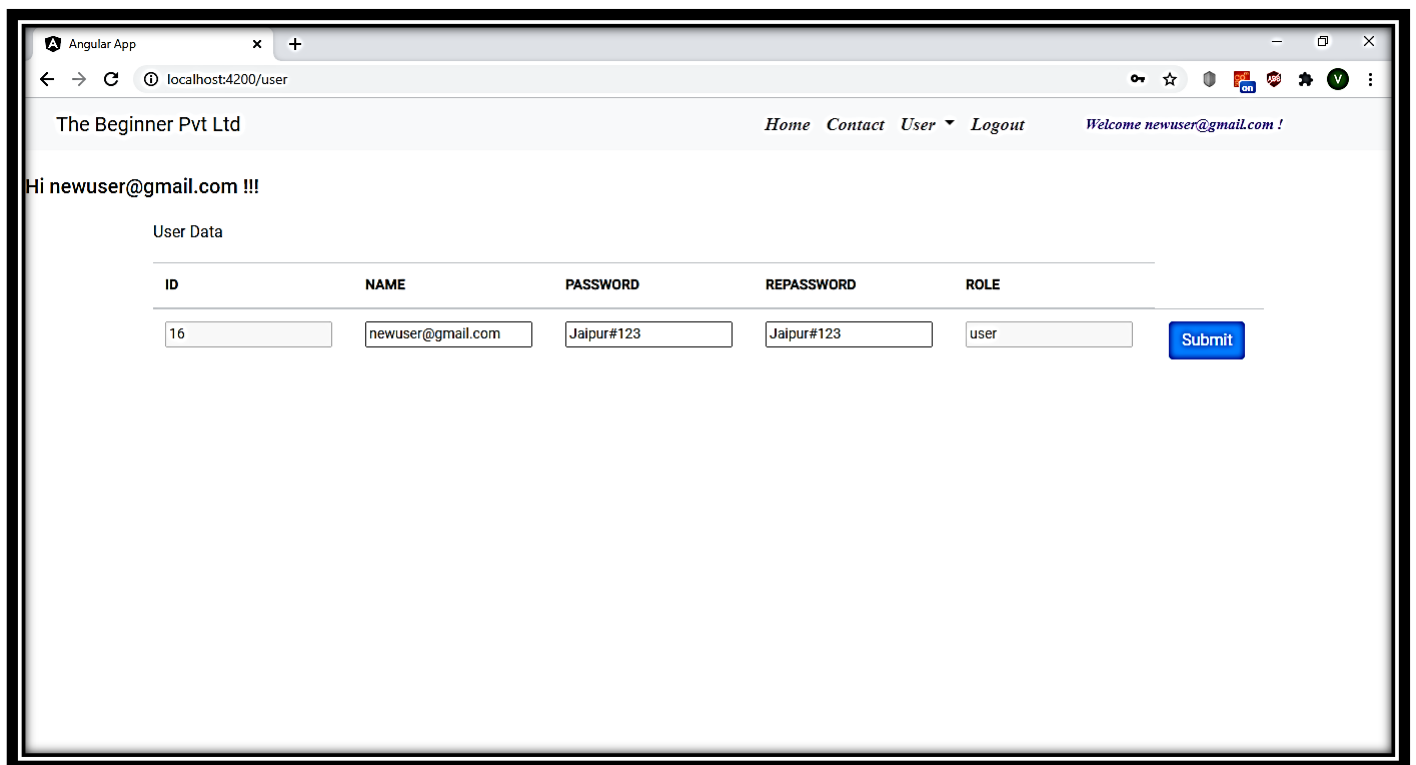 Angular App
localhost:4200/user
on
V
The Beginner Pvt Ltd Home Contact User Logout Welcome newuser@gmail.com !
Hi newuser@gmail.com !!!
User Data
ID NAME PASSWORD REPASSWORD ROLE
16 newuser@gmail.com Jaipur#123 Jaipur#123 user Submit